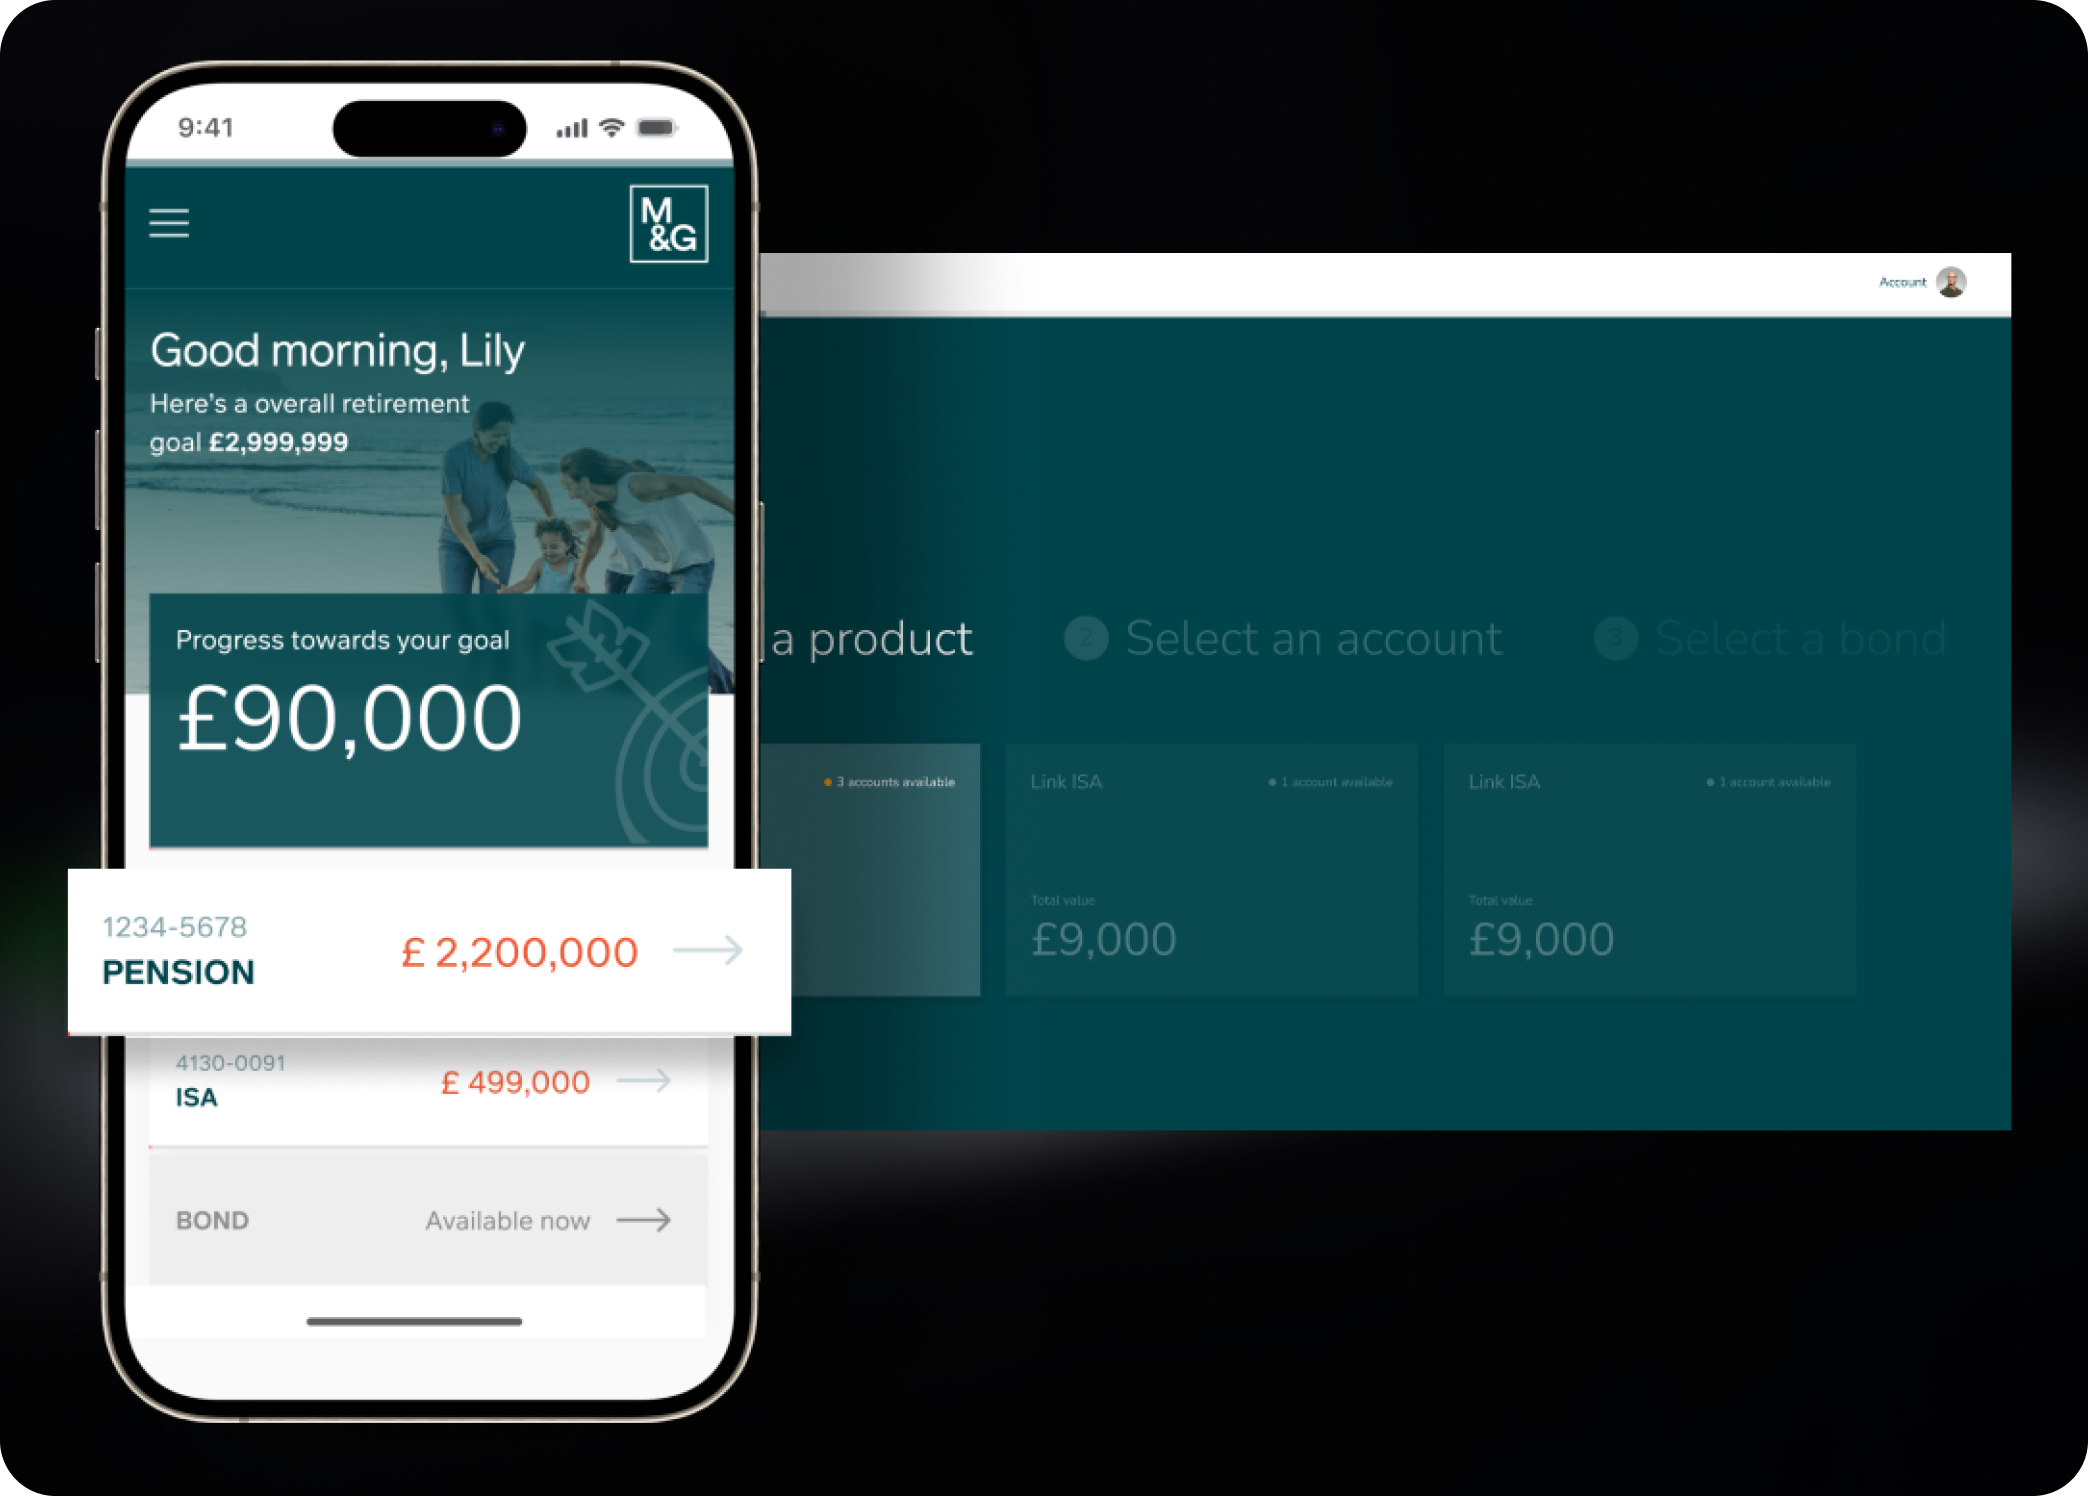 9:41
M
&G
Good morning, Lily
Here's a overall retirement
goal £2,999,999
Progress towards your goal
£90,000
1234-5678
PENSION
£ 2,200,000
4130-0091
ISA
£ 499,000
BOND
Available now
Account
a product
2 Select an account
3 Select a bond
3 accounts available
Link ISA
1 account available
Total value
£9,000
Link ISA
1 account available
Total value
£9,000